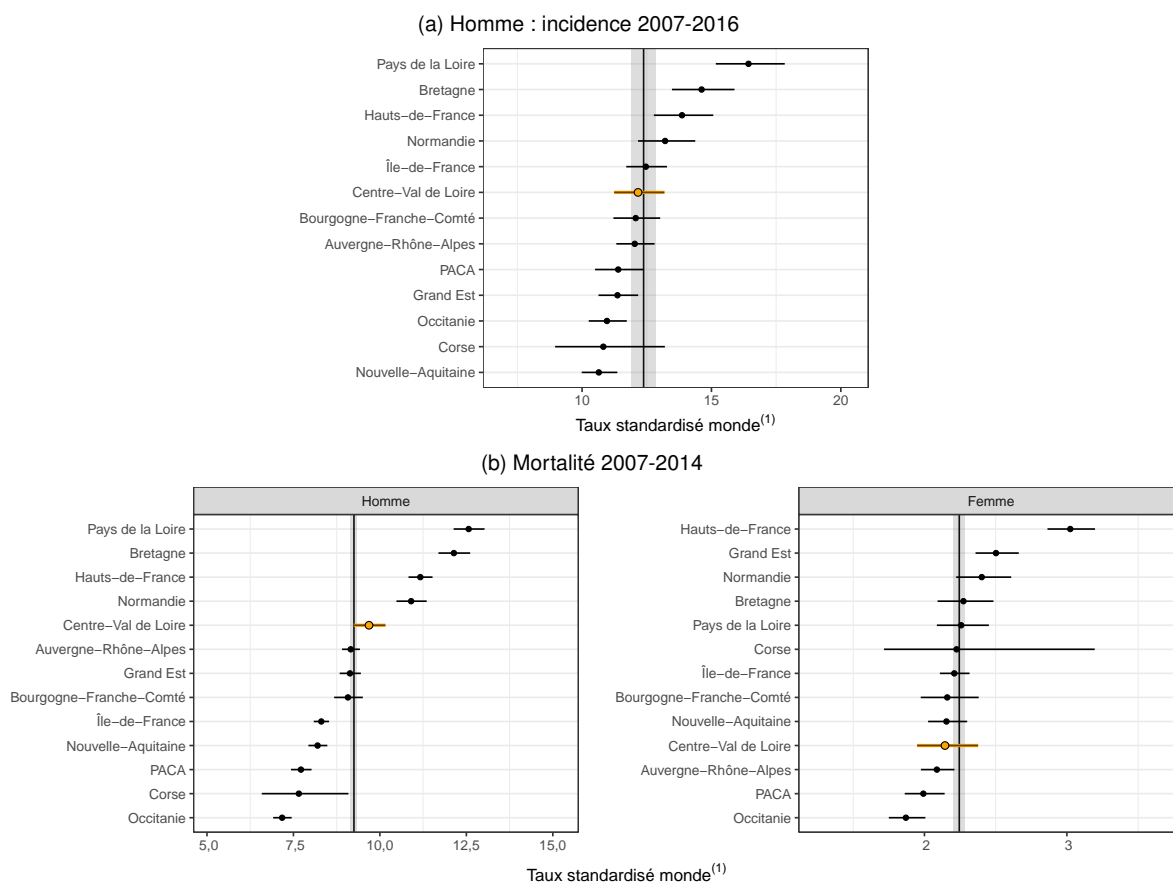 (a) Homme : incidence 2007-2016
Pays de la Loire
Bretagne
Hauts−de−France
Normandie
Île−de−France
Centre−Val de Loire
Bourgogne−Franche−Comté
Auvergne−Rhône−Alpes
PACA
Grand Est
Occitanie
Corse
Nouvelle−Aquitaine
10 15 20
Taux standardisé monde(1)
(b) Mortalité 2007-2014
Homme
Pays de la Loire
Bretagne
Hauts−de−France
Normandie
Centre−Val de Loire
Auvergne−Rhône−Alpes
Grand Est
Bourgogne−Franche−Comté
Île−de−France
Nouvelle−Aquitaine
PACA
Corse
Occitanie
5,0 7,5 10,0 12,5 15,0
Femme
Hauts−de−France
Grand Est
Normandie
Bretagne
Pays de la Loire
Corse
Île−de−France
Bourgogne−Franche−Comté
Nouvelle−Aquitaine
Centre−Val de Loire
Auvergne−Rhône−Alpes
PACA
Occitanie
2 3
Taux standardisé monde(1)